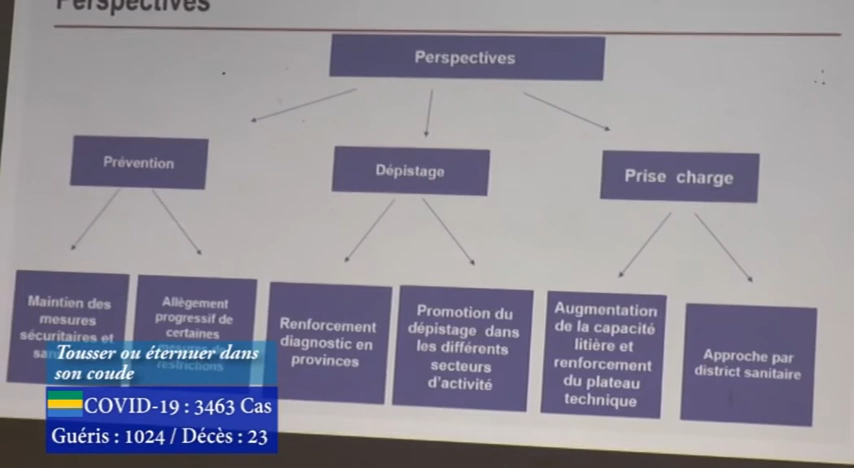 Perspectives
Perspectives
Prévention
Dépistage
Prise charge
Maintien des
mesures
sécuritaires et
Allègement
progressif de
certaines
restrictions
Renforcement
diagnostic en
provinces
Promotion du
dépistage dans
les différents
secteurs
d'activité
Augmentation
de la capacité
litière et
renforcement
du plateau
technique
Approche par
district sanitaire
Tousser ou éternuer dans
son coude
COVID-19 : 3463 Cas
Guéris : 1024 / Décès : 23